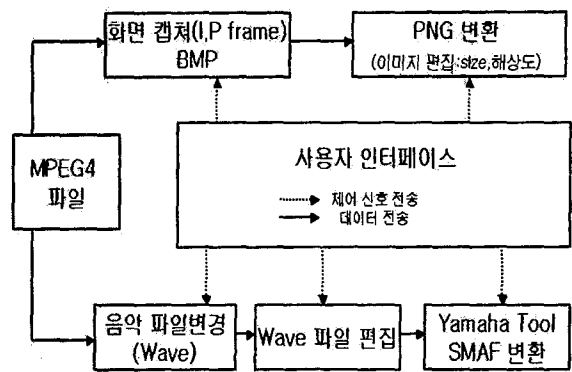 화면 캡쳐(I,P frame)
BMP
PNG 변환
(이미지 편집:size,해상도)
MPEG4
파일
사용자 인터페이스
제어 신호 전송
데이터 전송
음악 파일변경
(Wave)
Wave 파일 편집
Yamaha Tool
SMAF 변환